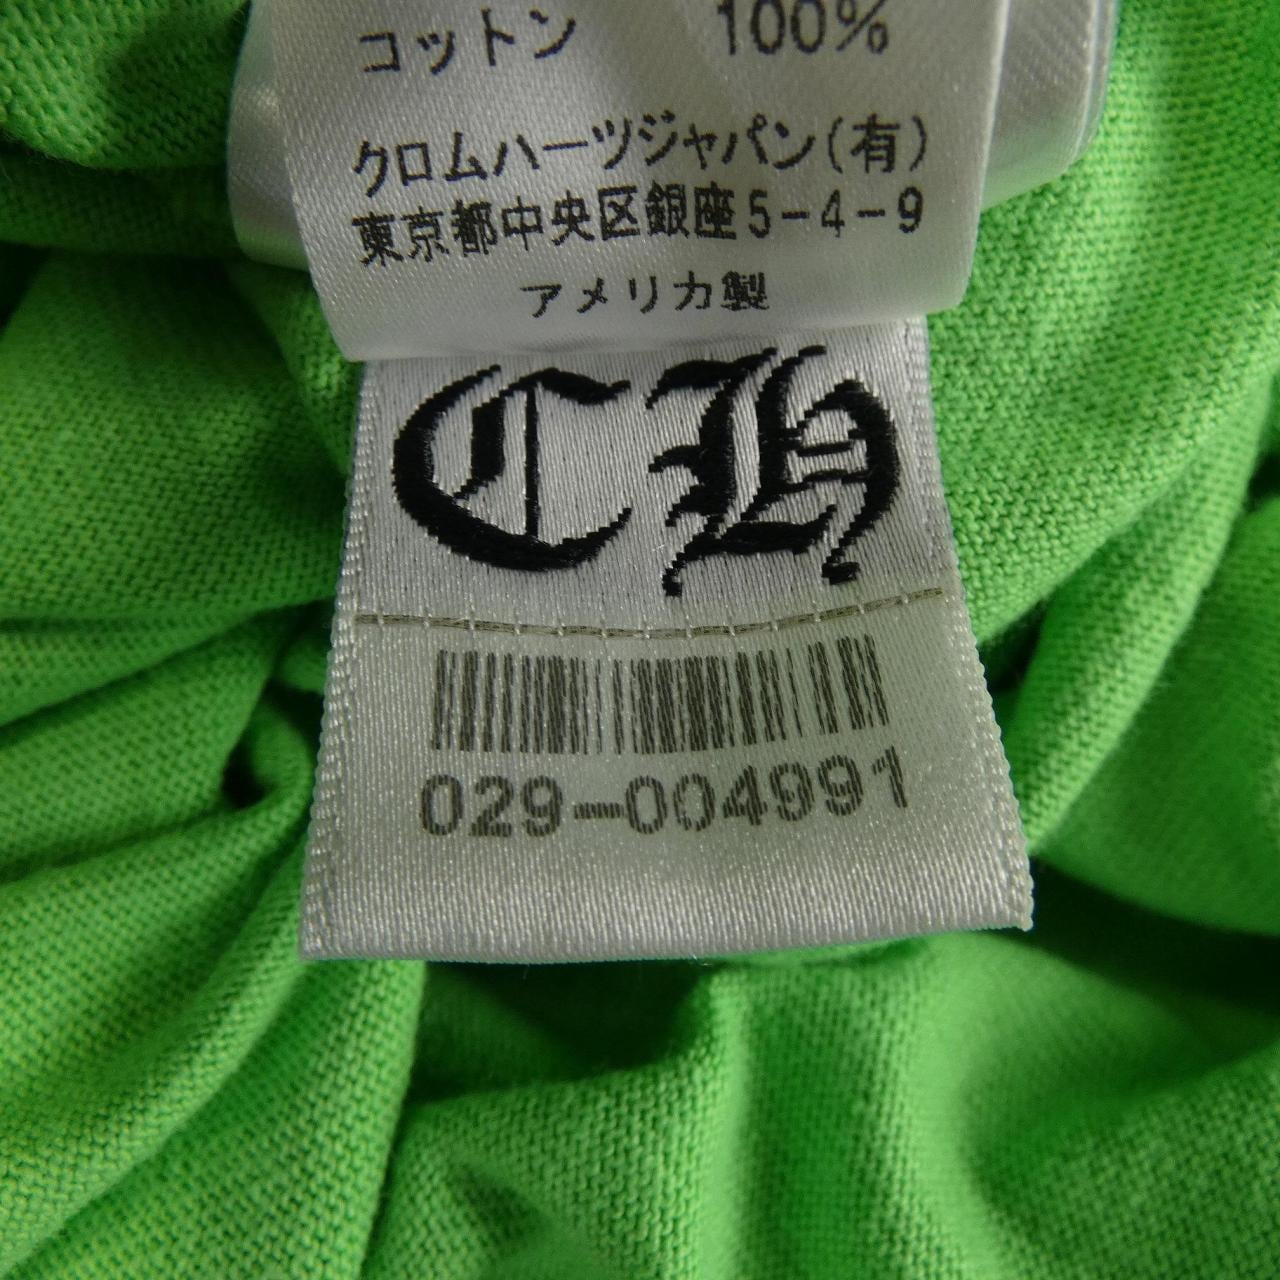 コットン 100%
クロムハーツジャパン(有)
東京都中央区銀座5-4-9
アメリカ製
CH
029-004991